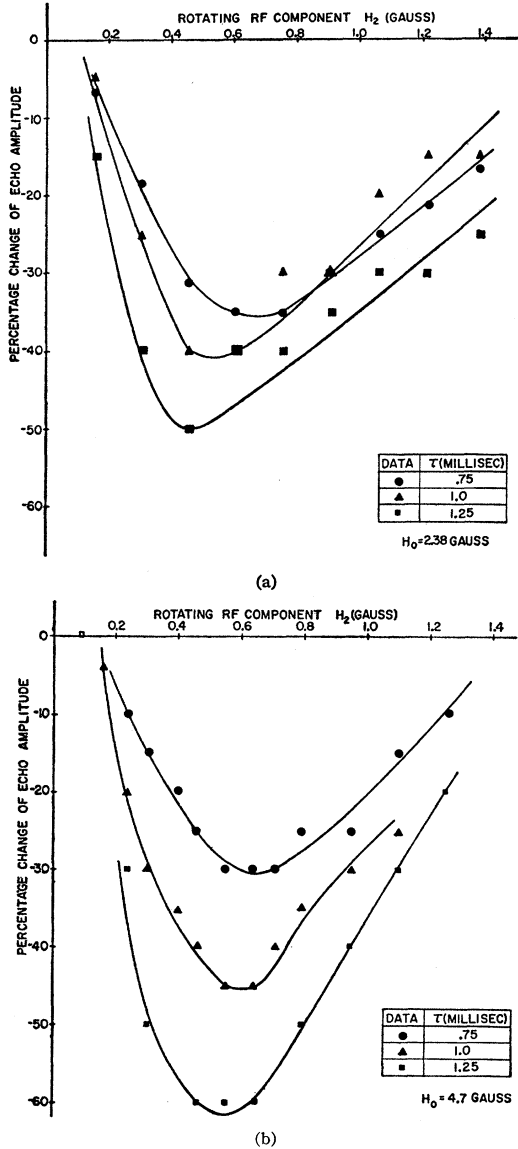 ROTATING RF COMPONENT H₂ (GAUSS)
0.2 0.4 0.6 0.8 1.0 1.2 1.4
0
-10
-20
-30
-40
-50
-60
PERCENTAGE CHANGE OF ECHO AMPLITUDE
DATA τ(MILLISEC)
● .75
▲ 1.0
■ 1.25
H₀=2.38 GAUSS
(a)
ROTATING RF COMPONENT H₂(GAUSS)
0.2 0.4 0.6 0.8 1.0 1.2 1.4
0
-10
-20
-30
-40
-50
-60
PERCENTAGE CHANGE OF ECHO AMPLITUDE
DATA τ(MILLISEC)
● .75
▲ 1.0
■ 1.25
H₀ = 4.7 GAUSS
(b)